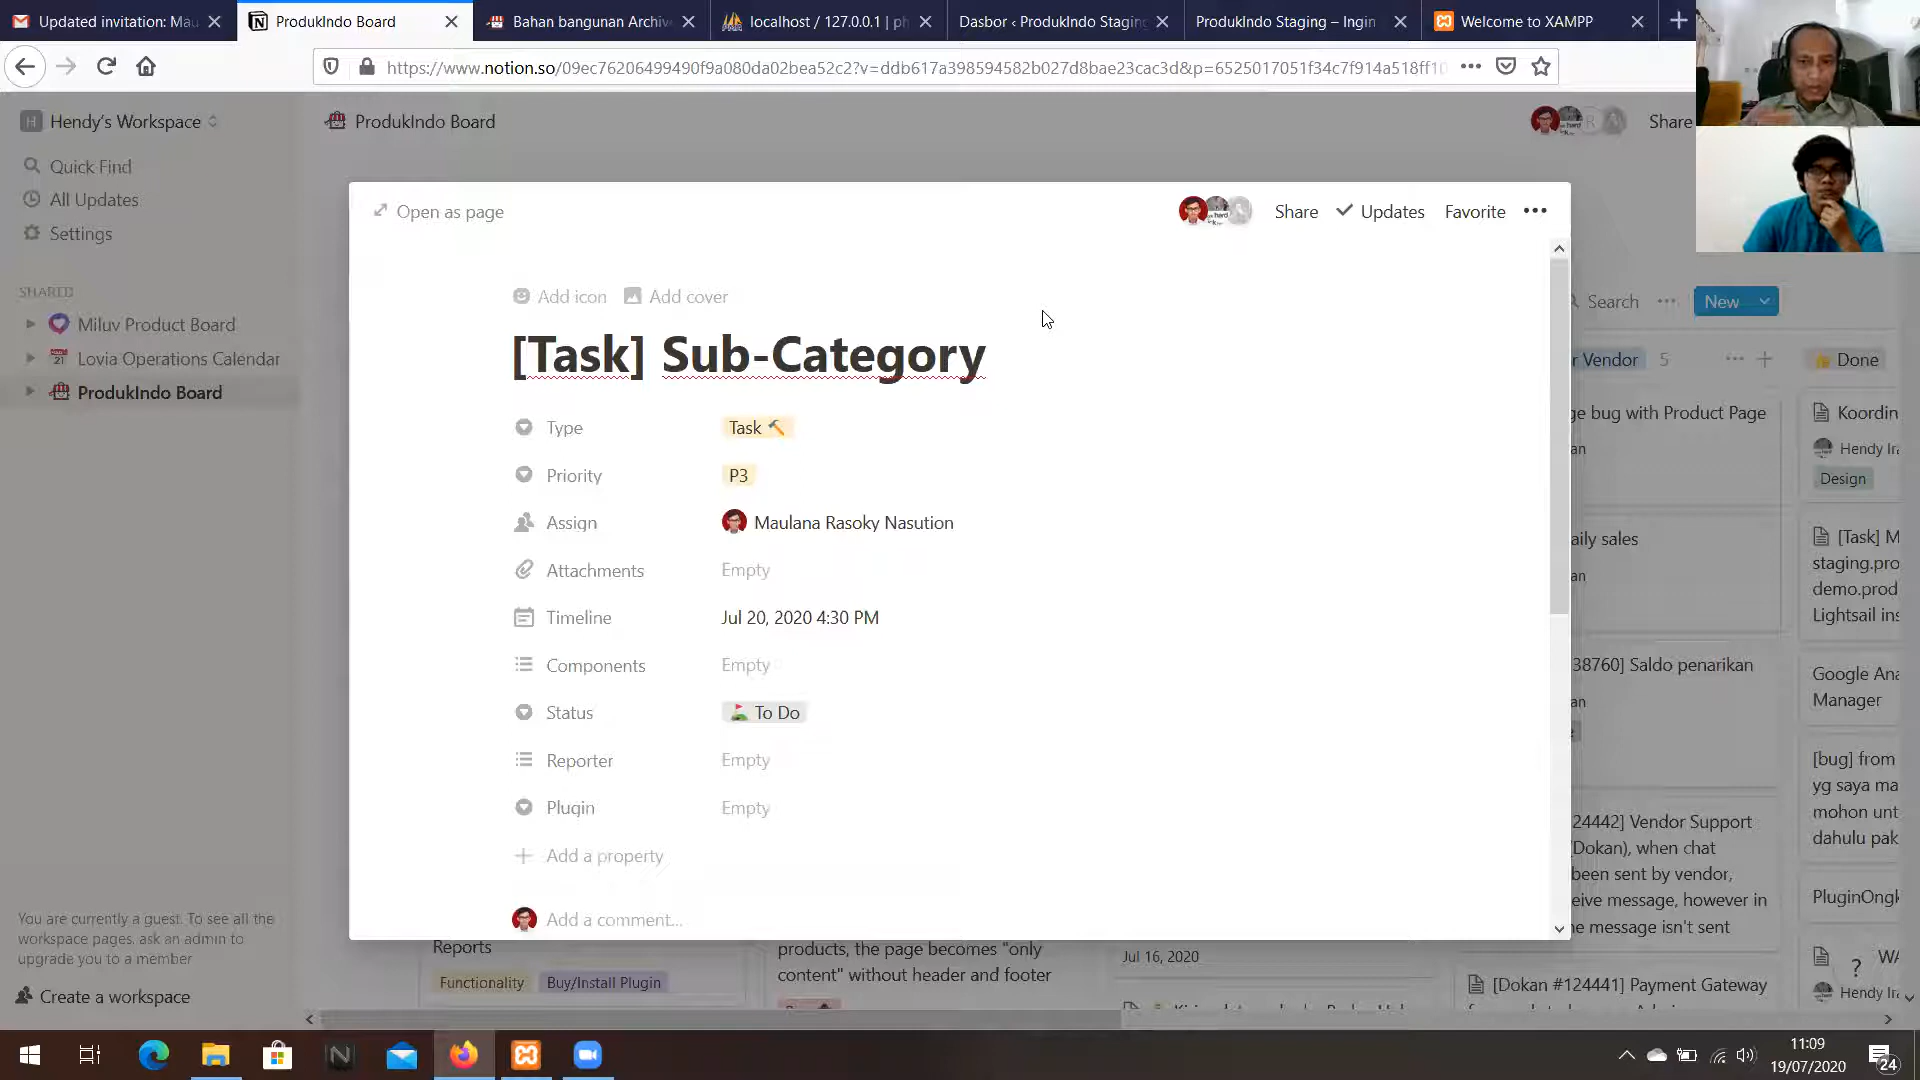 Updated invitation: Mau
ProdukIndo Board
Bahan bangunan Archiv
localhost / 127.0.0.1 | ph
Dasbor ‹ ProdukIndo Staging
ProdukIndo Staging – Ingin
Welcome to XAMPP
https://www.notion.so/09ec76206499490f9a080da02bea52c2?v=ddb617a398594582b027d8bae23cac3d&p=6525017051f34c7f914a518ff10
H Hendy's Workspace
ProdukIndo Board
Share
Quick Find
All Updates
Settings
SHARED
Miluv Product Board
Lovia Operations Calendar
ProdukIndo Board
Open as page
Share
Updates
Favorite
Add icon
Add cover
[Task] Sub-Category
Type
Task
Priority
P3
Assign
Maulana Rasoky Nasution
Attachments
Empty
Timeline
Jul 20, 2020 4:30 PM
Components
Empty
Status
To Do
Reporter
Empty
Plugin
Empty
Add a property
Add a comment...
Search
New
r Vendor 5
Done
ge bug with Product Page
an
aily sales
an
38760] Saldo penarikan
an
24442] Vendor Support
(Dokan), when chat
been sent by vendor,
eive message, however in
he message isn't sent
[Dokan #124441] Payment Gateway
Koordin
Hendy Ira
Design
[Task] M
staging.pro
demo.prod
Lightsail ins
Google Ana
Manager
[bug] from
yg saya ma
mohon unt
dahulu pak
PluginOngk
WA
?
Hendy Ira
Reports
Functionality
Buy/Install Plugin
products, the page becomes "only
content" without header and footer
Jul 16, 2020
You are currently a guest. To see all the
workspace pages, ask an admin to
upgrade you to a member
Create a workspace
11:09
19/07/2020
24